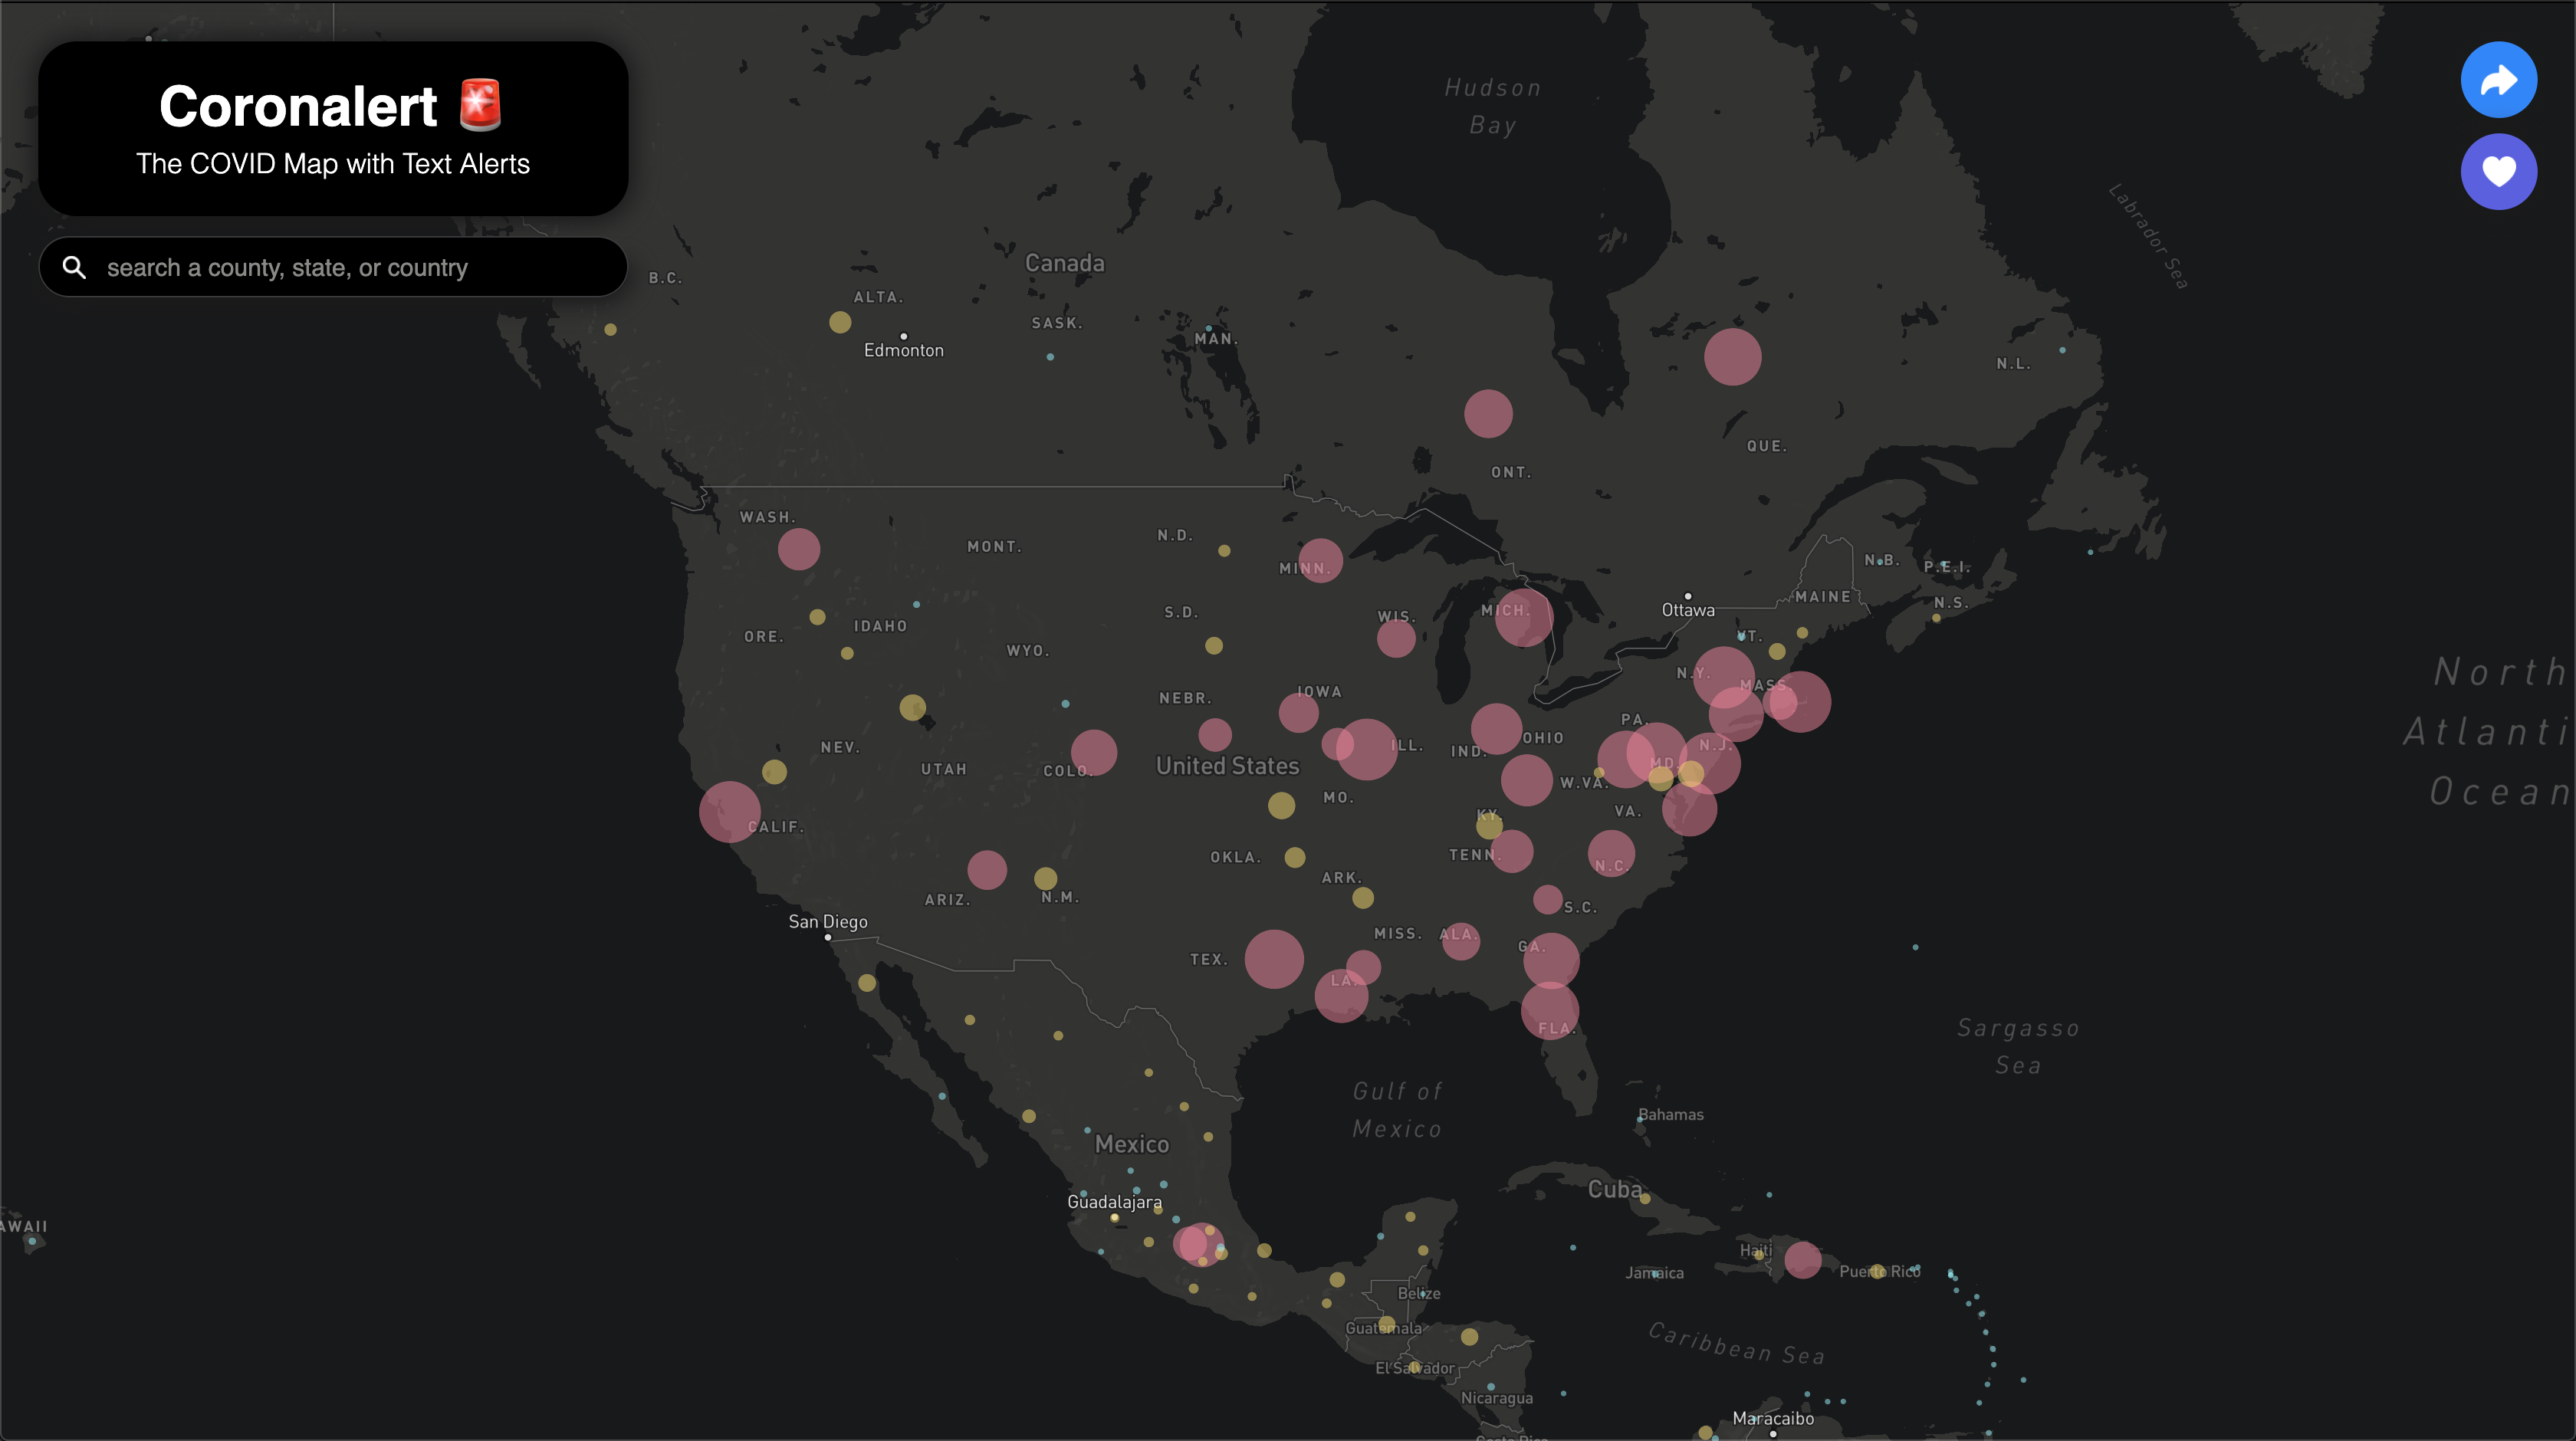 Coronalert 🚨
The COVID Map with Text Alerts
search a county, state, or country
Hudson
Bay
Labrador Sea
Canada
B.C.
ALTA.
SASK.
MAN.
Edmonton
N.L.
QUE.
ONT.
WASH.
MONT.
N.D.
MINN.
N.B.
P.E.I.
MAINE
N.S.
Ottawa
MICH.
WIS.
S.D.
IDAHO
ORE.
VT.
WYO.
N.Y.
MASS.
IOWA
NEBR.
PA.
OHIO
N.J.
ILL.
IND.
NEV.
UTAH
COLO.
United States
MD.
W.VA.
MO.
VA.
KY.
CALIF.
OKLA.
TENN.
N.C.
ARK.
ARIZ.
N.M.
S.C.
San Diego
MISS.
ALA.
GA.
TEX.
LA.
FLA.
North
Atlanti
Ocean
Sargasso
Sea
Gulf of
Mexico
Bahamas
Mexico
Cuba
Guadalajara
AWAII
Haiti
Jamaica
Puerto Rico
Belize
Guatemala
Caribbean Sea
El Salvador
Nicaragua
Maracaibo